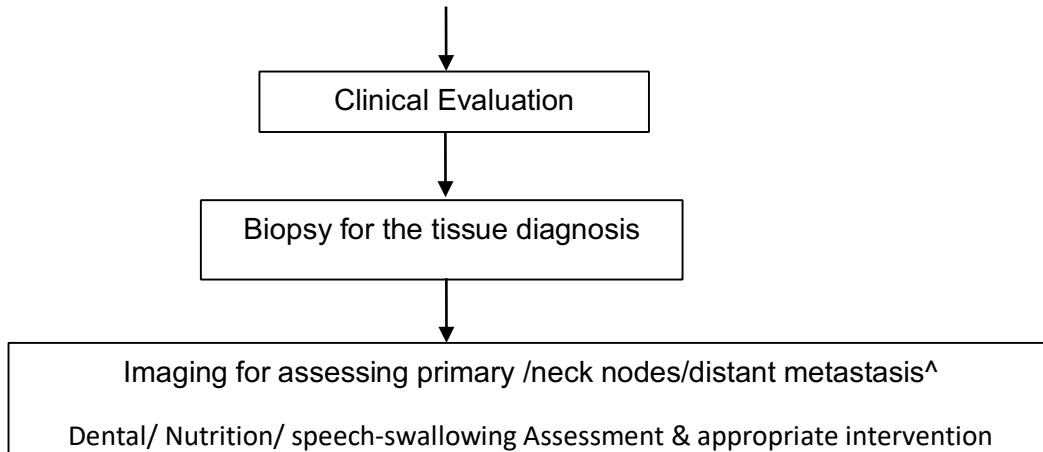 Clinical Evaluation
Biopsy for the tissue diagnosis
Imaging for assessing primary /neck nodes/distant metastasis^
Dental/ Nutrition/ speech-swallowing Assessment & appropriate intervention